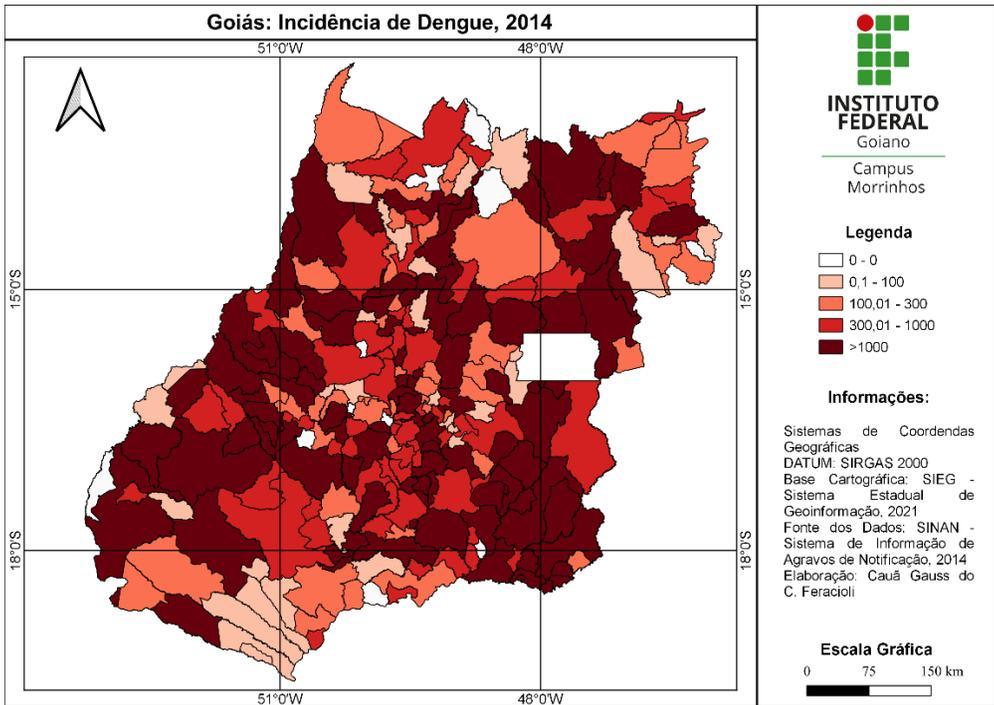 Goiás: Incidência de Dengue, 2014
51°0'W
48°0'W
15°0'S
15°0'S
18°0'S
18°0'S
51°0'W
48°0'W
INSTITUTO
FEDERAL
Goiano
Campus
Morrinhos
Legenda
0 - 0
0,1 - 100
100,01 - 300
300,01 - 1000
>1000
Informações:
Sistemas de Coordendas
Geográficas
DATUM: SIRGAS 2000
Base Cartográfica: SIEG -
Sistema Estadual de
Geoinformação, 2021
Fonte dos Dados: SINAN -
Sistema de Informação de
Agravos de Notificação, 2014
Elaboração: Cauã Gauss do
C. Feracioli
Escala Gráfica
0 75 150 km